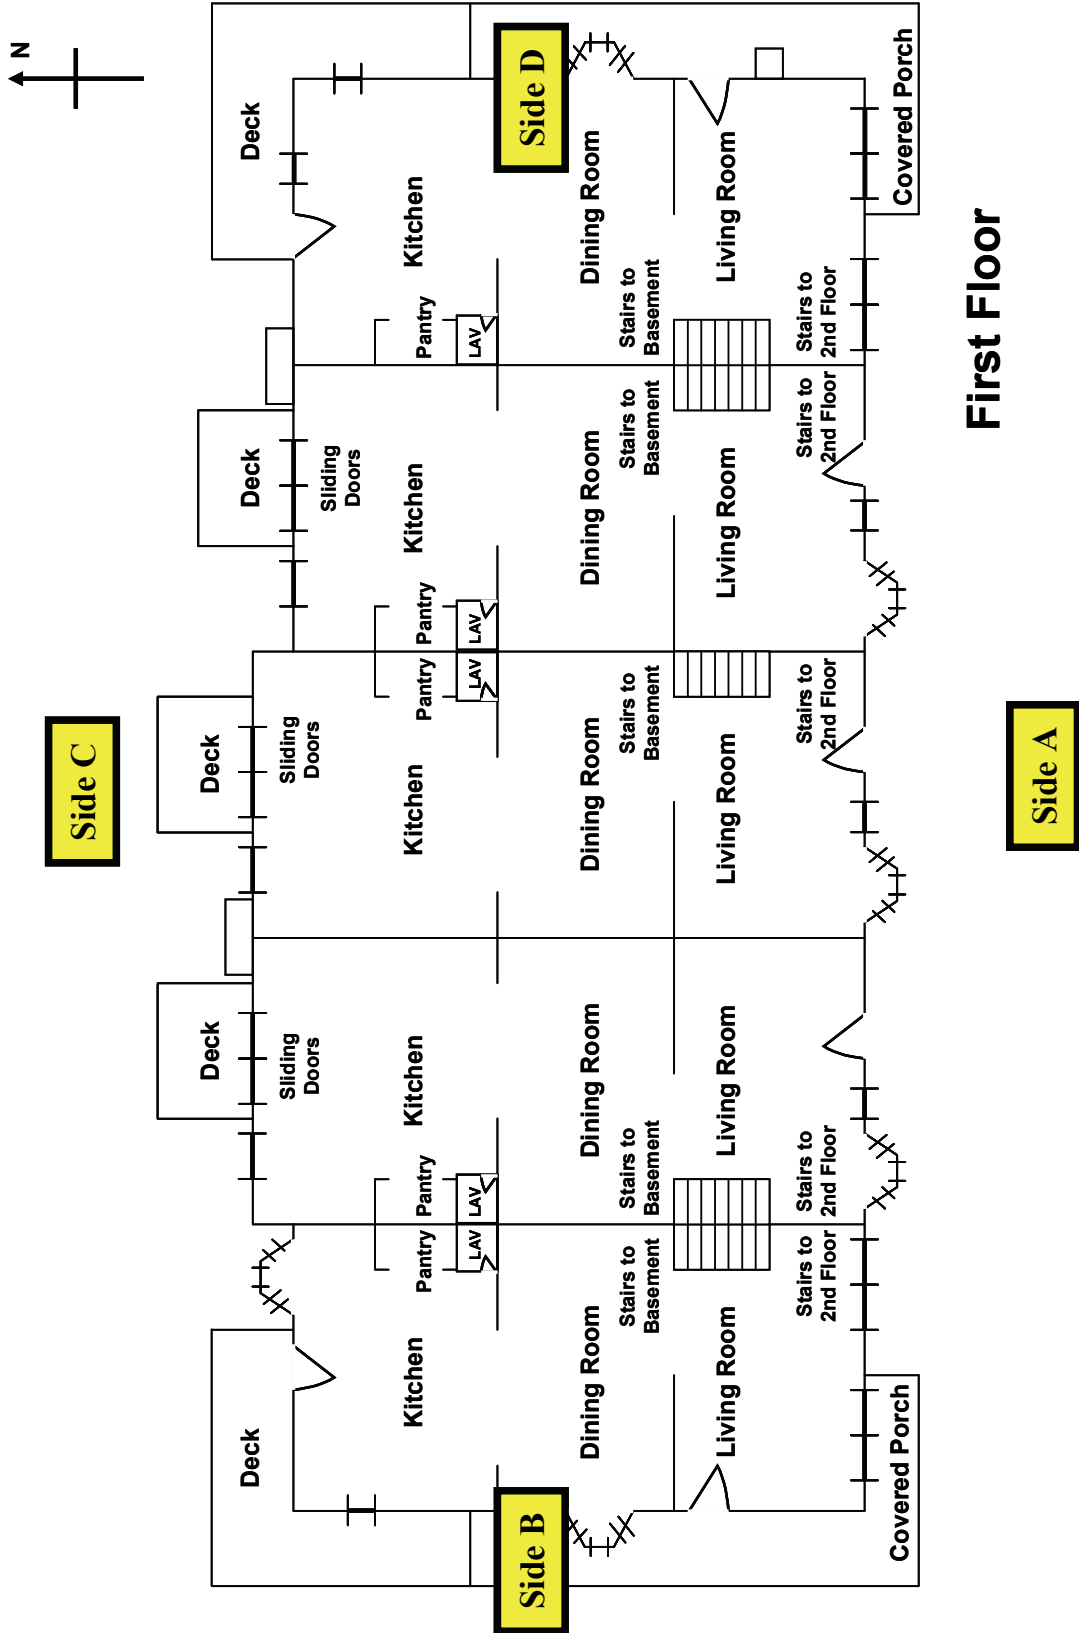 N
Side C
Deck
Deck
Deck
Deck
Deck
Sliding
Doors
Sliding
Doors
Sliding
Doors
Kitchen
Kitchen
Kitchen
Kitchen
Kitchen
Pantry
Pantry
Pantry
Pantry
Pantry
LAV
LAV
LAV
LAV
LAV
Side B
Side D
Dining Room
Dining Room
Dining Room
Dining Room
Dining Room
Stairs to
Basement
Stairs to
Basement
Stairs to
Basement
Stairs to
Basement
Stairs to
Basement
Living Room
Living Room
Living Room
Living Room
Living Room
Stairs to
2nd Floor
Stairs to
2nd Floor
Stairs to
2nd Floor
Stairs to
2nd Floor
Stairs to
2nd Floor
Covered Porch
Covered Porch
First Floor
Side A